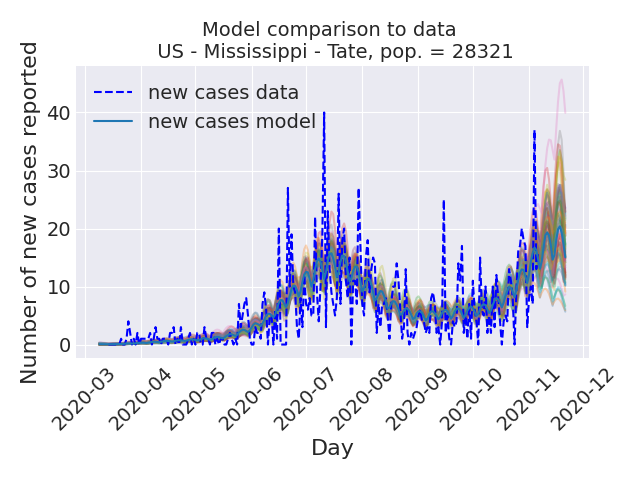 Model comparison to data
US - Mississippi - Tate, pop. = 28321
Number of new cases reported
new cases data
new cases model
40
30
20
10
0
2020-03
2020-04
2020-05
2020-06
2020-07
2020-08
2020-09
2020-10
2020-11
2020-12
Day